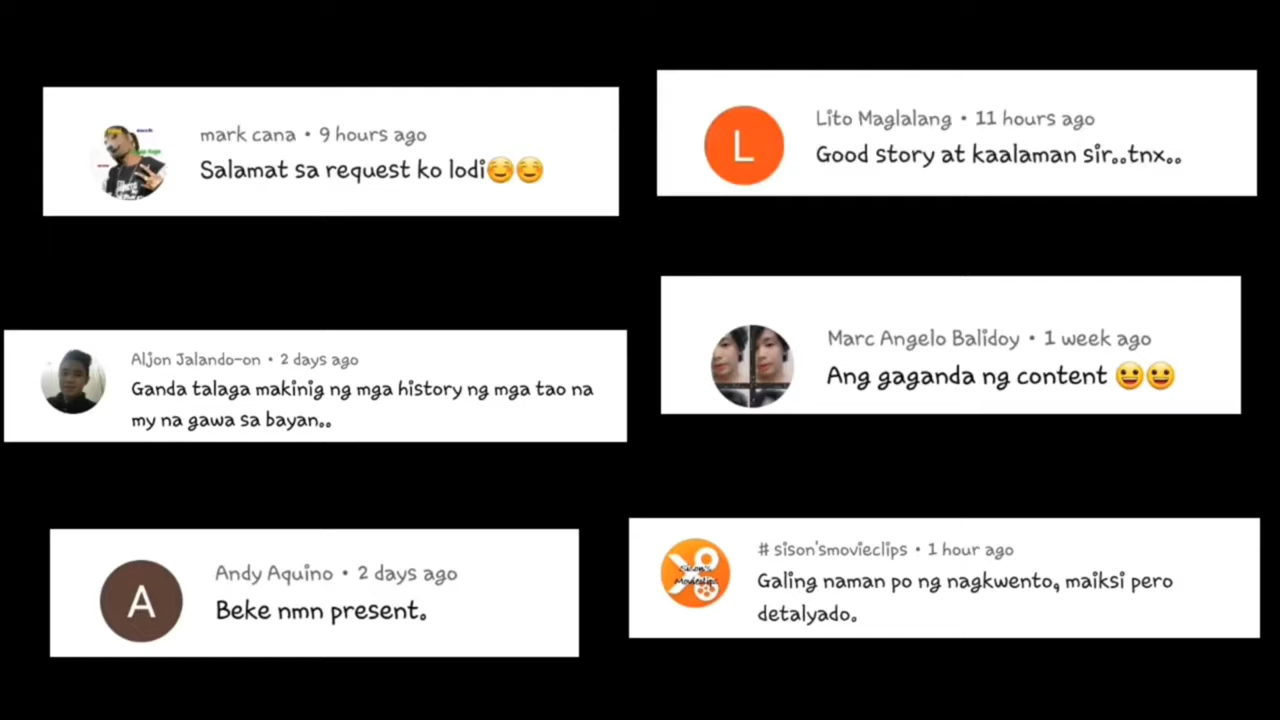 mark cana • 9 hours ago
Salamat sa request ko lodi☺️☺️
Lito Maglalang • 11 hours ago
Good story at kaalaman sir..tnx..
Aljon Jalando-on • 2 days ago
Ganda talaga makinig ng mga history ng mga tao na
my na gawa sa bayan..
Marc Angelo Balidoy • 1 week ago
Ang gaganda ng content 😀😀
Andy Aquino • 2 days ago
Beke nmn present.
# sison'smovieclips • 1 hour ago
Galing naman po ng nagkwento, maiksi pero
detalyado.
L
A
Sison's
Movieclips